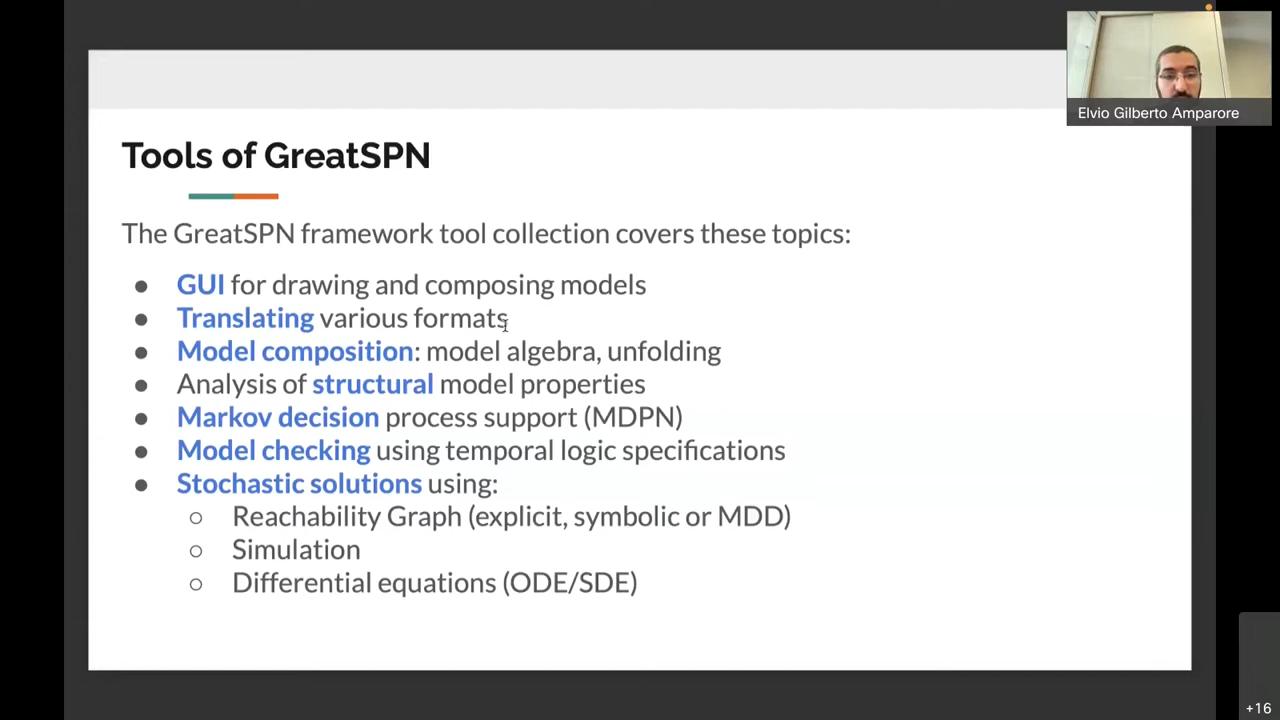 Elvio Gilberto Amparore
Tools of GreatSPN
The GreatSPN framework tool collection covers these topics:
● GUI for drawing and composing models
● Translating various formats
● Model composition: model algebra, unfolding
● Analysis of structural model properties
● Markov decision process support (MDPN)
● Model checking using temporal logic specifications
● Stochastic solutions using:
○ Reachability Graph (explicit, symbolic or MDD)
○ Simulation
○ Differential equations (ODE/SDE)
+16